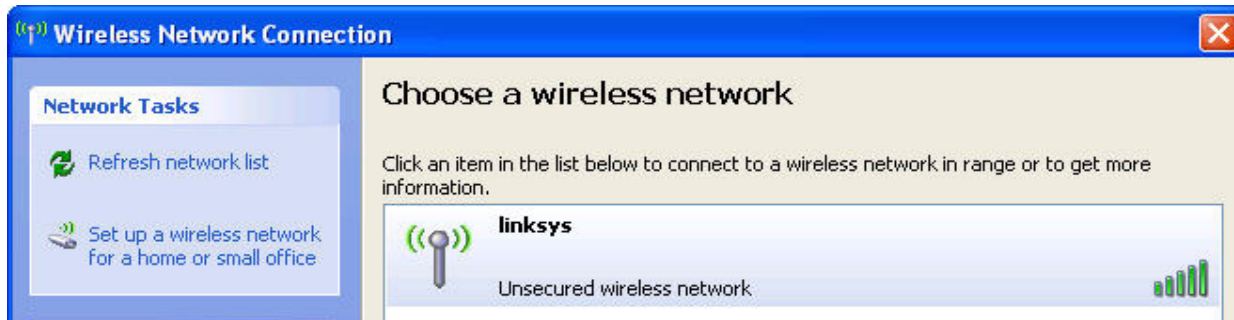 Wireless Network Connection
Network Tasks
Refresh network list
Set up a wireless network
for a home or small office
Choose a wireless network
Click an item in the list below to connect to a wireless network in range or to get more
information.
linksys
Unsecured wireless network